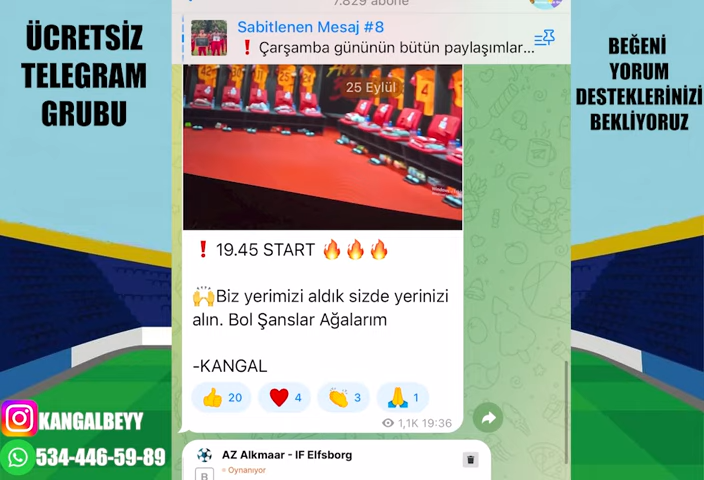 7.829 abone
ÜCRETSİZ
TELEGRAM
GRUBU
Sabitlenen Mesaj #8
❗ Çarşamba gününün bütün paylaşımlar...
BEĞENİ
YORUM
DESTEKLERİNİZİ
BEKLİYORUZ
25 Eylül
❗ 19.45 START 🔥🔥🔥
🙌Biz yerimizi aldık sizde yerinizi
alın. Bol Şanslar Ağalarım
-KANGAL
👍 20 ❤️ 4 👏 3 🙏 1
1,1K 19:36
KANGALBEYY
534-446-59-89
AZ Alkmaar - IF Elfsborg
B
Oynanıyor